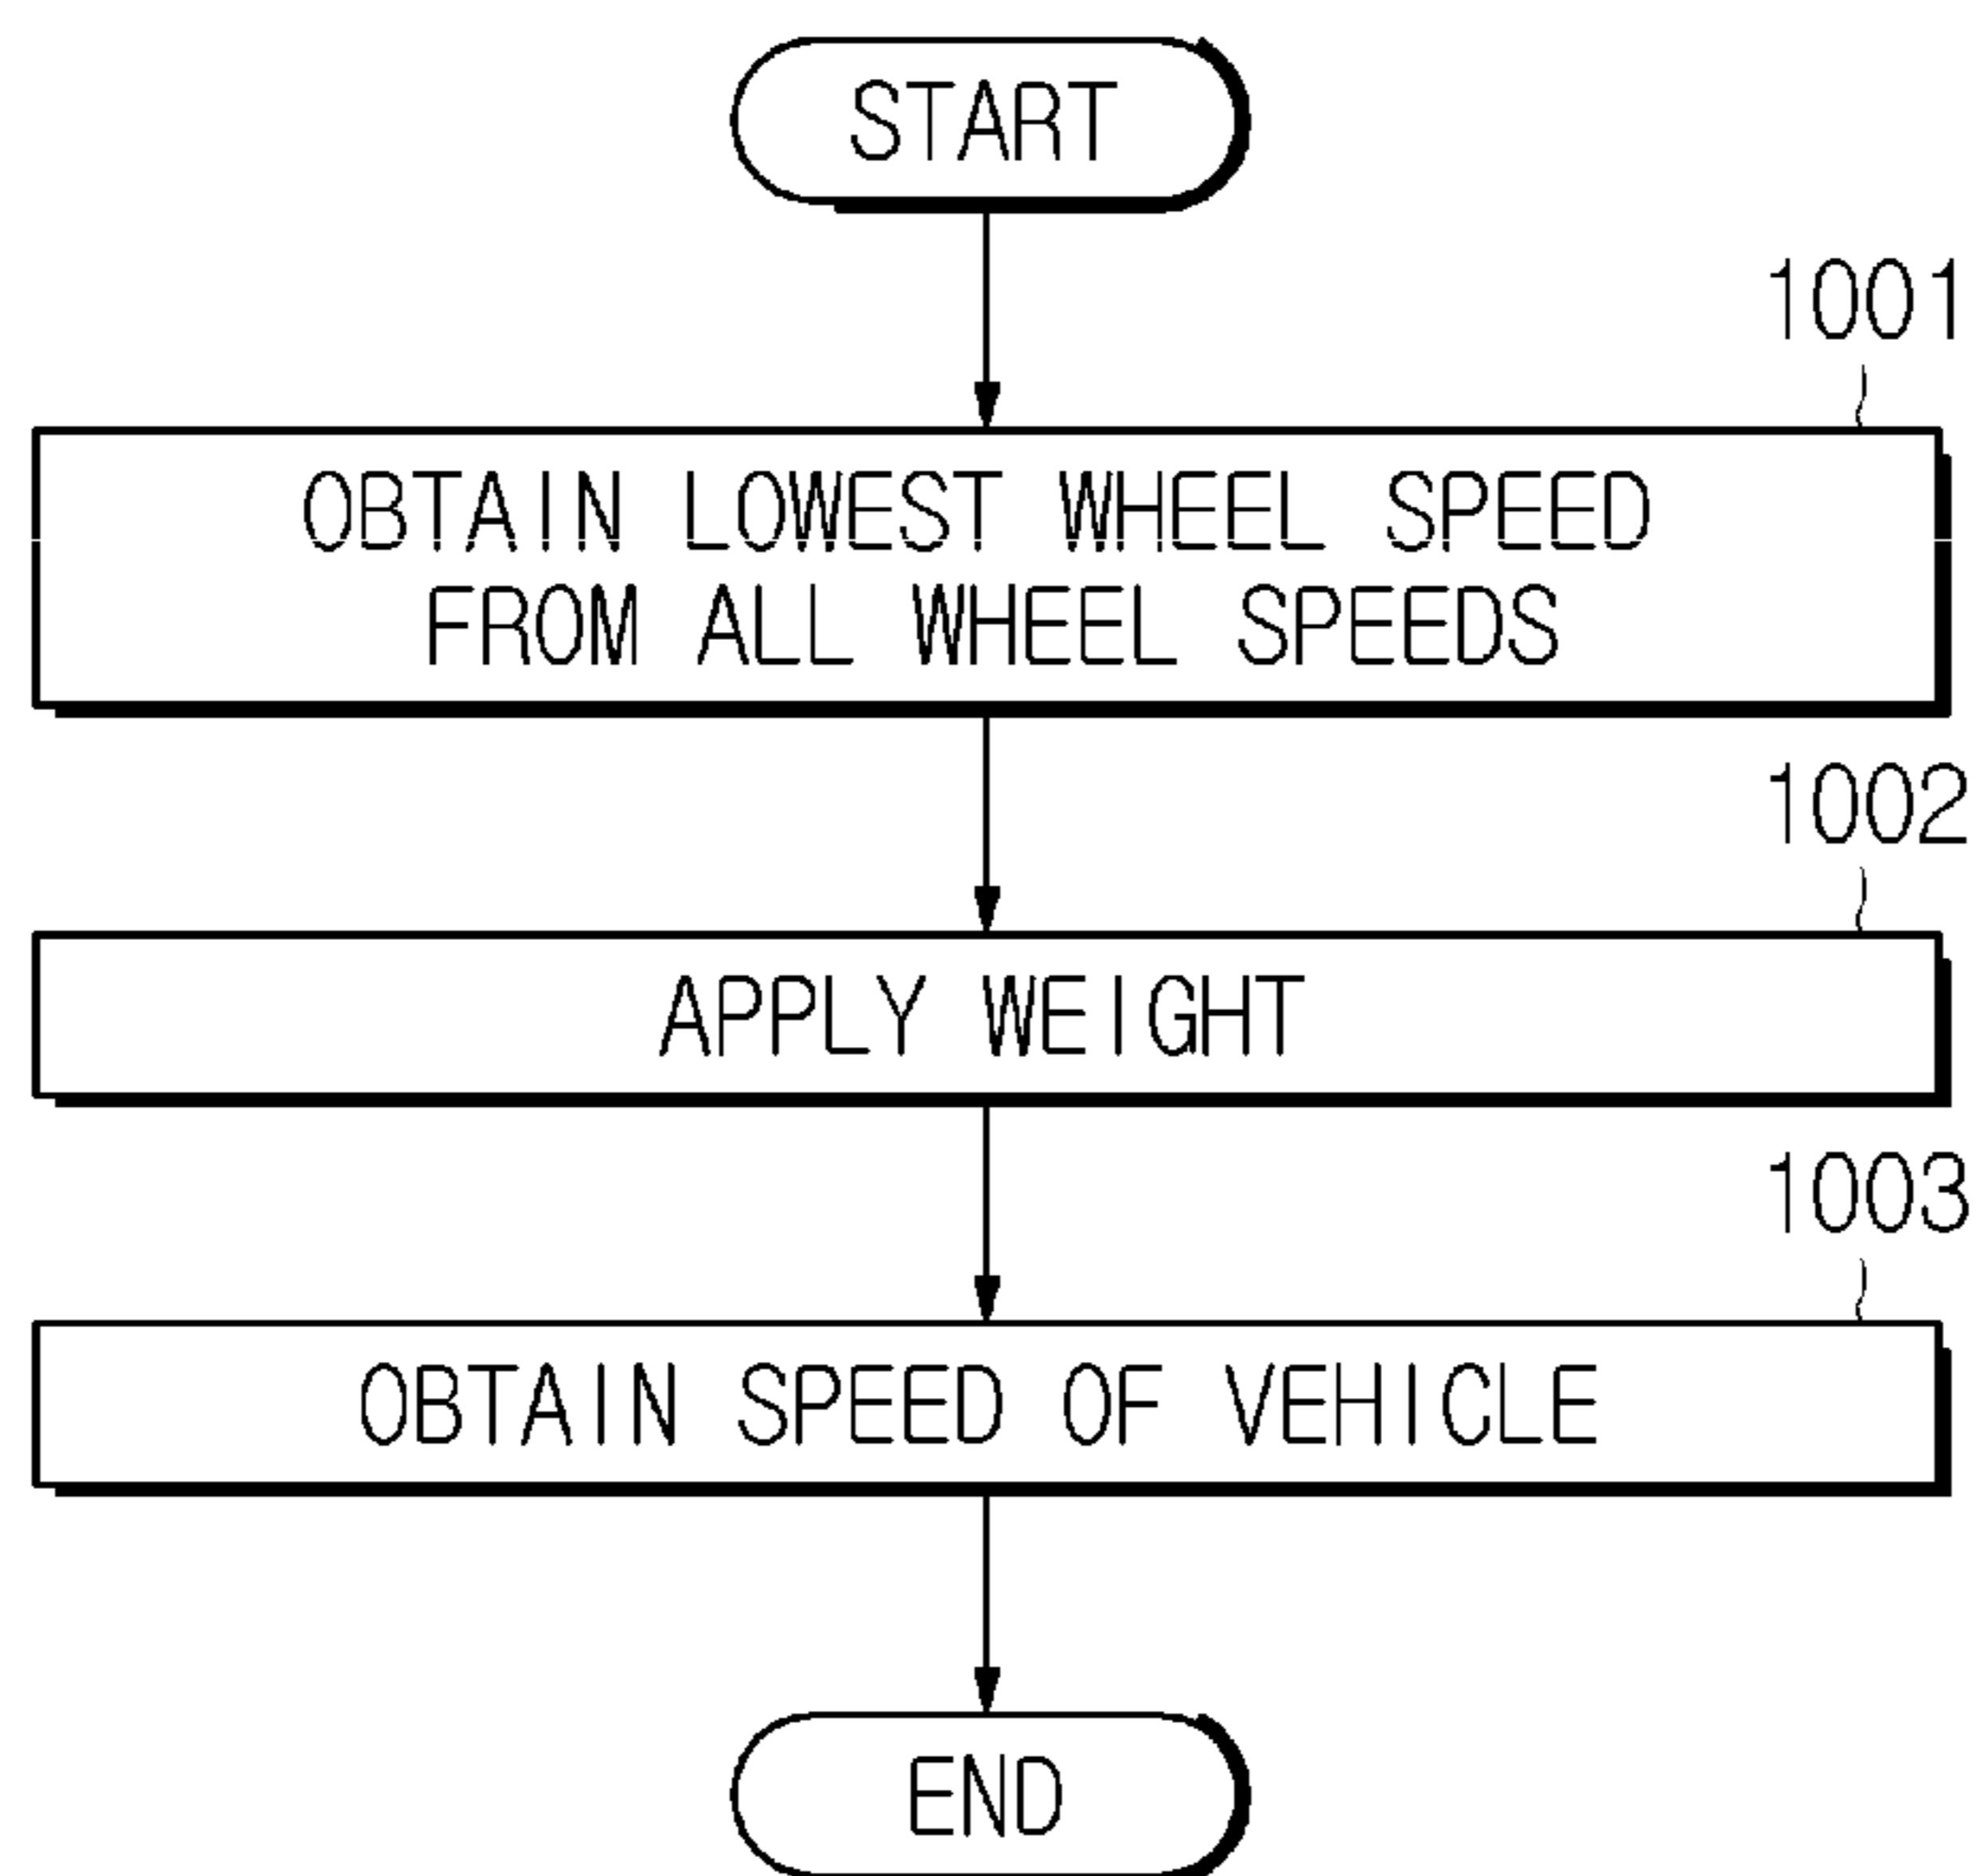 START
1001
OBTAIN LOWEST WHEEL SPEED
FROM ALL WHEEL SPEEDS
1002
APPLY WEIGHT
1003
OBTAIN SPEED OF VEHICLE
END